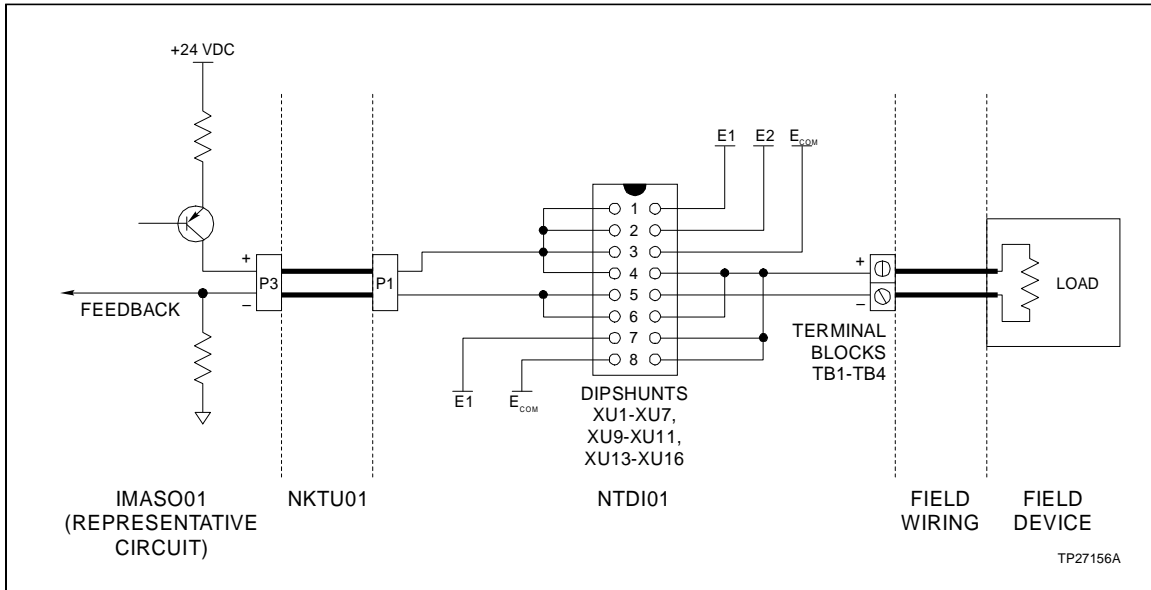 +24 VDC
E1 E2 ECOM
1
2
3
4
5
6
7
8
+
–
P3
P1
FEEDBACK
+
–
LOAD
TERMINAL
BLOCKS
TB1-TB4
E1
ECOM
DIPSHUNTS
XU1-XU7,
XU9-XU11,
XU13-XU16
IMASO01
(REPRESENTATIVE
CIRCUIT)
NKTU01
NTDI01
FIELD
WIRING
FIELD
DEVICE
TP27156A